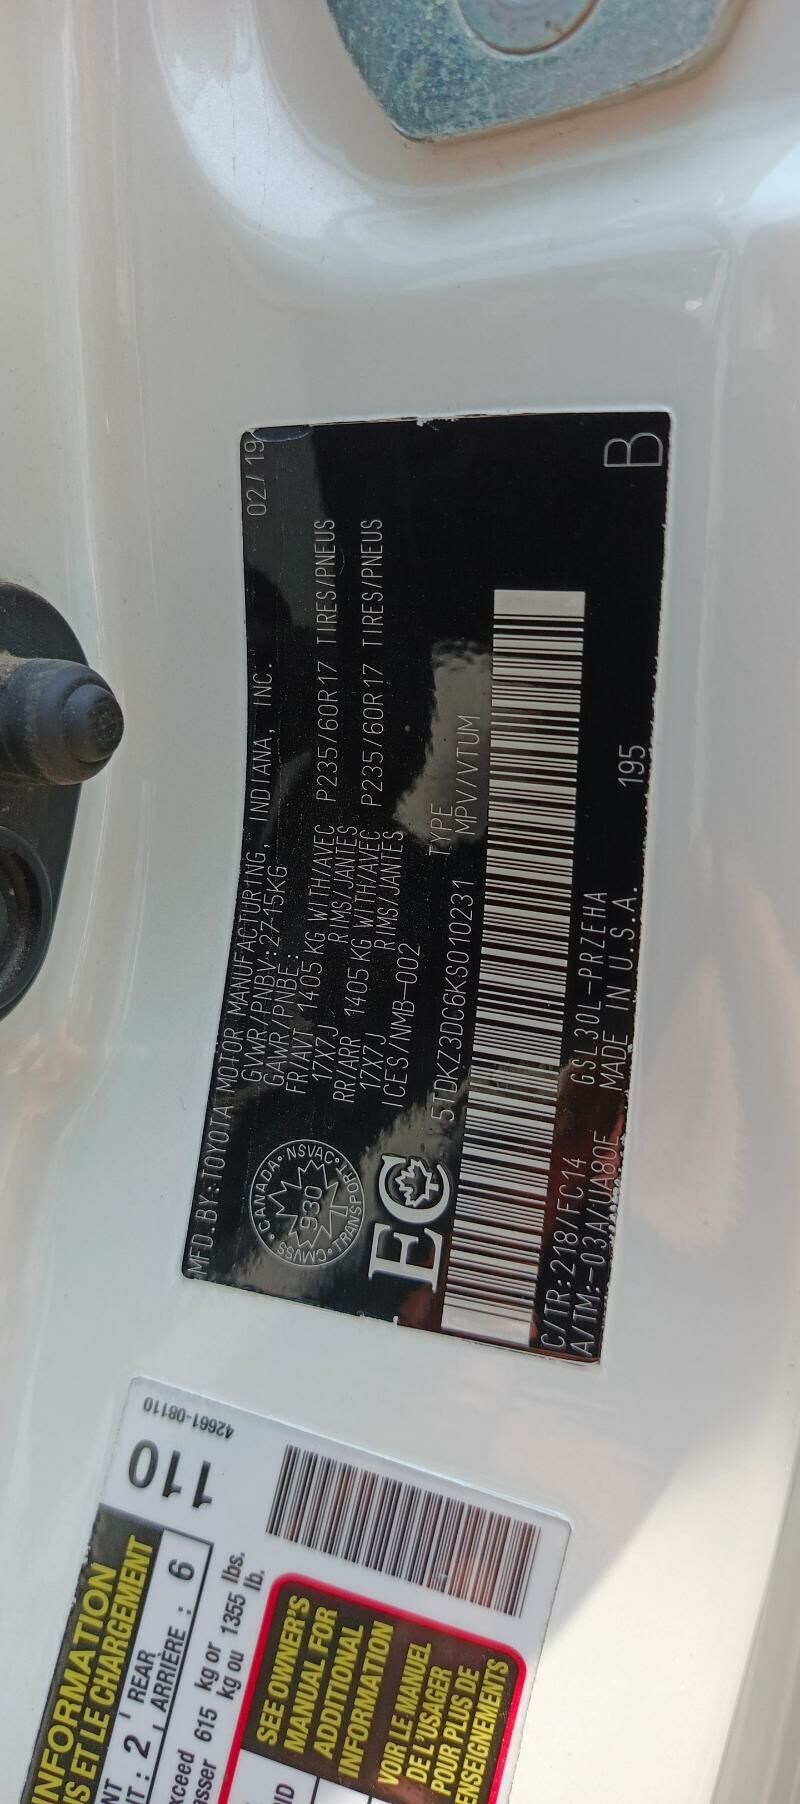 MFD.BY:TOYOTA MOTOR MANUFACTURING, INDIANA, INC. 02/19
GVWR/PNBV:2715KG
GAWR/PNBE:
FR/AVT 1405 KG WITH/AVEC P235/60R17 TIRES/PNEUS
17X7J RIMS/JANTES
RR/ARR 1405 KG WITH/AVEC P235/60R17 TIRES/PNEUS
17X7J RIMS/JANTES
ICES/NMB-002
CANADA • NSVAC • TRANSPORT • CMVSS •
930
EC
5TDKZ3DC6KS010231 TYPE
MPV/VTUM
C/TR:218/FC14 GSL30L-PRZEHA
A/TM:-03A/UA80E MADE IN U.S.A. 195 B
42661-08110
110
INFORMATION
US ET LE CHARGEMENT
2 REAR
ARRIÈRE : 6
615 kg or 1355 lbs.
kg ou lb.
SEE OWNER'S
MANUAL FOR
ADDITIONAL
INFORMATION
VOIR LE MANUEL
DE L'USAGER
POUR PLUS DE
RENSEIGNEMENTS